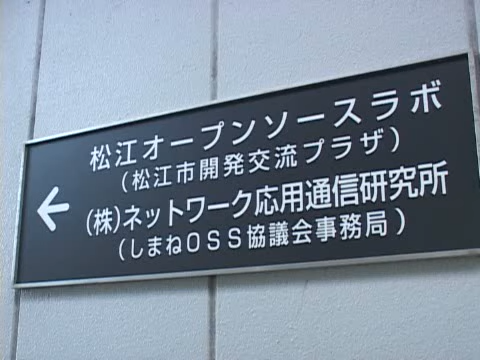 松江オープンソースラボ
(松江市開発交流プラザ)
←
(株)ネットワーク応用通信研究所
(しまねOSS協議会事務局)